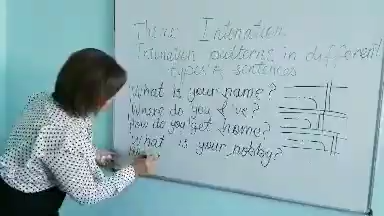 Theme: Intonation
Intonation patterns in different
types of sentences
What is your name?
Where do you live?
How do you get home?
What is your hobby?